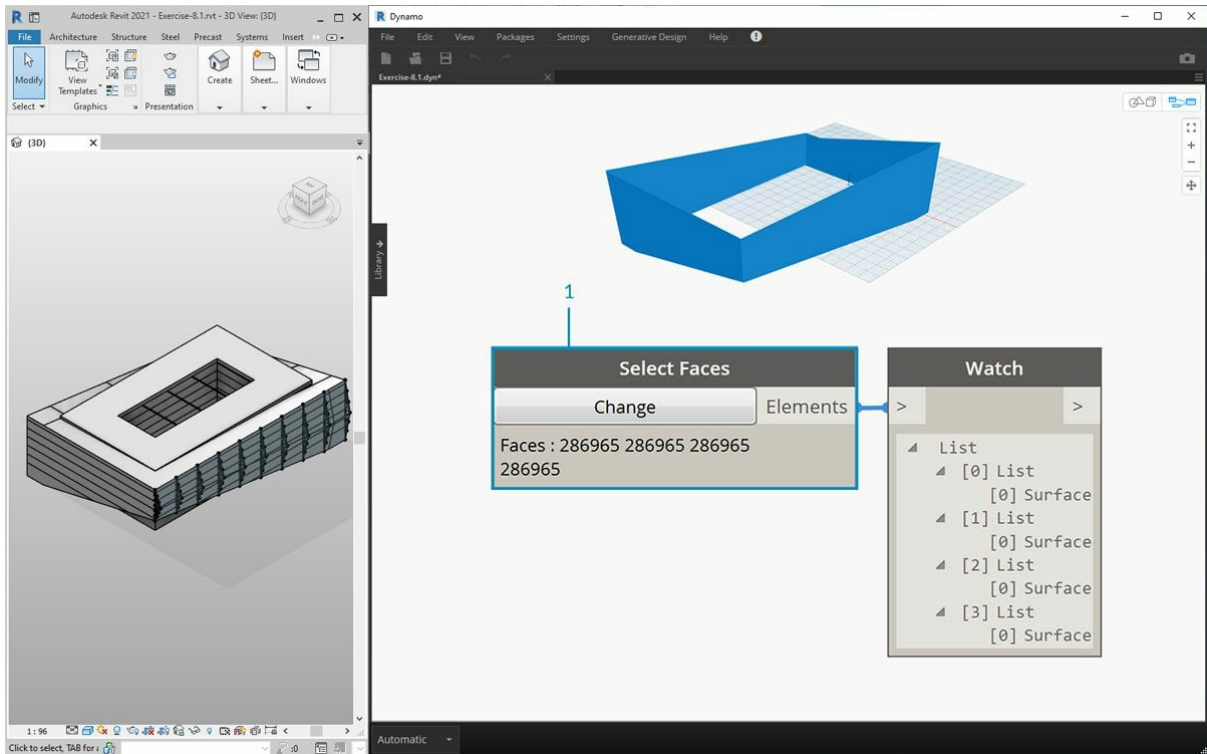 Autodesk Revit 2021 - Exercise-8.1.rvt - 3D View: {3D}
File Architecture Structure Steel Precast Systems Insert
Modify
View
Templates
Create
Sheet...
Windows
Select
Graphics
Presentation
{3D}
1 : 96
Click to select, TAB for a
:0
Dynamo
File Edit View Packages Settings Generative Design Help
Exercise-8.1.dyn*
Library
1
Select Faces
Change
Elements
Faces : 286965 286965 286965
286965
Watch
> >
List
[0] List
[0] Surface
[1] List
[0] Surface
[2] List
[0] Surface
[3] List
[0] Surface
Automatic